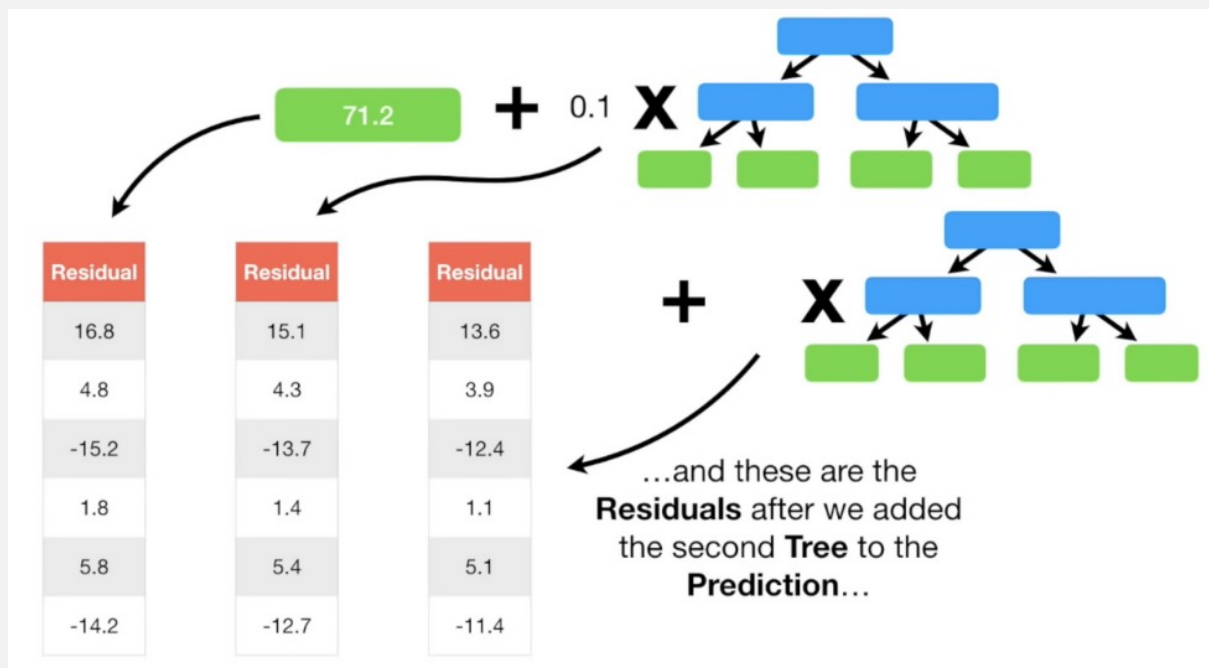 71.2 + 0.1 X
Residual Residual Residual
+ X
16.8 15.1 13.6
4.8 4.3 3.9
-15.2 -13.7 -12.4
1.8 1.4 1.1
5.8 5.4 5.1
-14.2 -12.7 -11.4
…and these are the
Residuals after we added
the second Tree to the
Prediction…